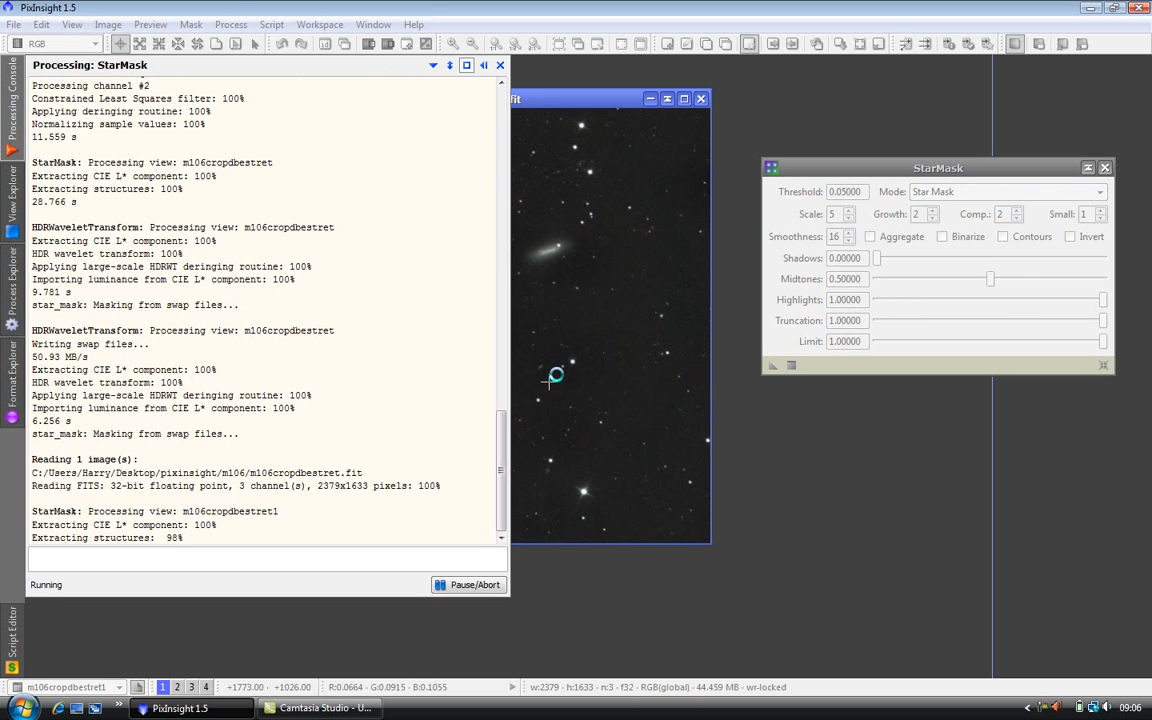 PixInsight 1.5
File Edit View Image Preview Mask Process Script Workspace Window Help
RGB
Processing: StarMask
Processing channel #2
Constrained Least Squares filter: 100%
Applying deringing routine: 100%
Normalizing sample values: 100%
11.559 s
StarMask: Processing view: m106cropdbestret
Extracting CIE L* component: 100%
Extracting structures: 100%
28.766 s
HDRWaveletTransform: Processing view: m106cropdbestret
Extracting CIE L* component: 100%
HDR wavelet transform: 100%
Applying large-scale HDRWT deringing routine: 100%
Importing luminance from CIE L* component: 100%
9.781 s
star_mask: Masking from swap files...
HDRWaveletTransform: Processing view: m106cropdbestret
Writing swap files...
50.93 MB/s
Extracting CIE L* component: 100%
HDR wavelet transform: 100%
Applying large-scale HDRWT deringing routine: 100%
Importing luminance from CIE L* component: 100%
6.256 s
star_mask: Masking from swap files...
Reading 1 image(s):
C:/Users/Harry/Desktop/pixinsight/m106/m106cropdbestret.fit
Reading FITS: 32-bit floating point, 3 channel(s), 2379x1633 pixels: 100%
StarMask: Processing view: m106cropdbestret1
Extracting CIE L* component: 100%
Extracting structures: 98%
Running
Pause/Abort
Processing Console
View Explorer
Process Explorer
Format Explorer
Script Editor
fit
StarMask
Threshold: 0.05000 Mode: Star Mask
Scale: 5 Growth: 2 Comp.: 2 Small: 1
Smoothness: 16 Aggregate Binarize Contours Invert
Shadows: 0.00000
Midtones: 0.50000
Highlights: 1.00000
Truncation: 1.00000
Limit: 1.00000
m106cropdbestret1 1 2 3 4 +1773.00 +1026.00 R:0.0664 G:0.0915 B:0.1055 w:2379 h:1633 n:3 f32 RGB(global) 44.459 MB wr-locked
PixInsight 1.5
Camtasia Studio - U...
09:06